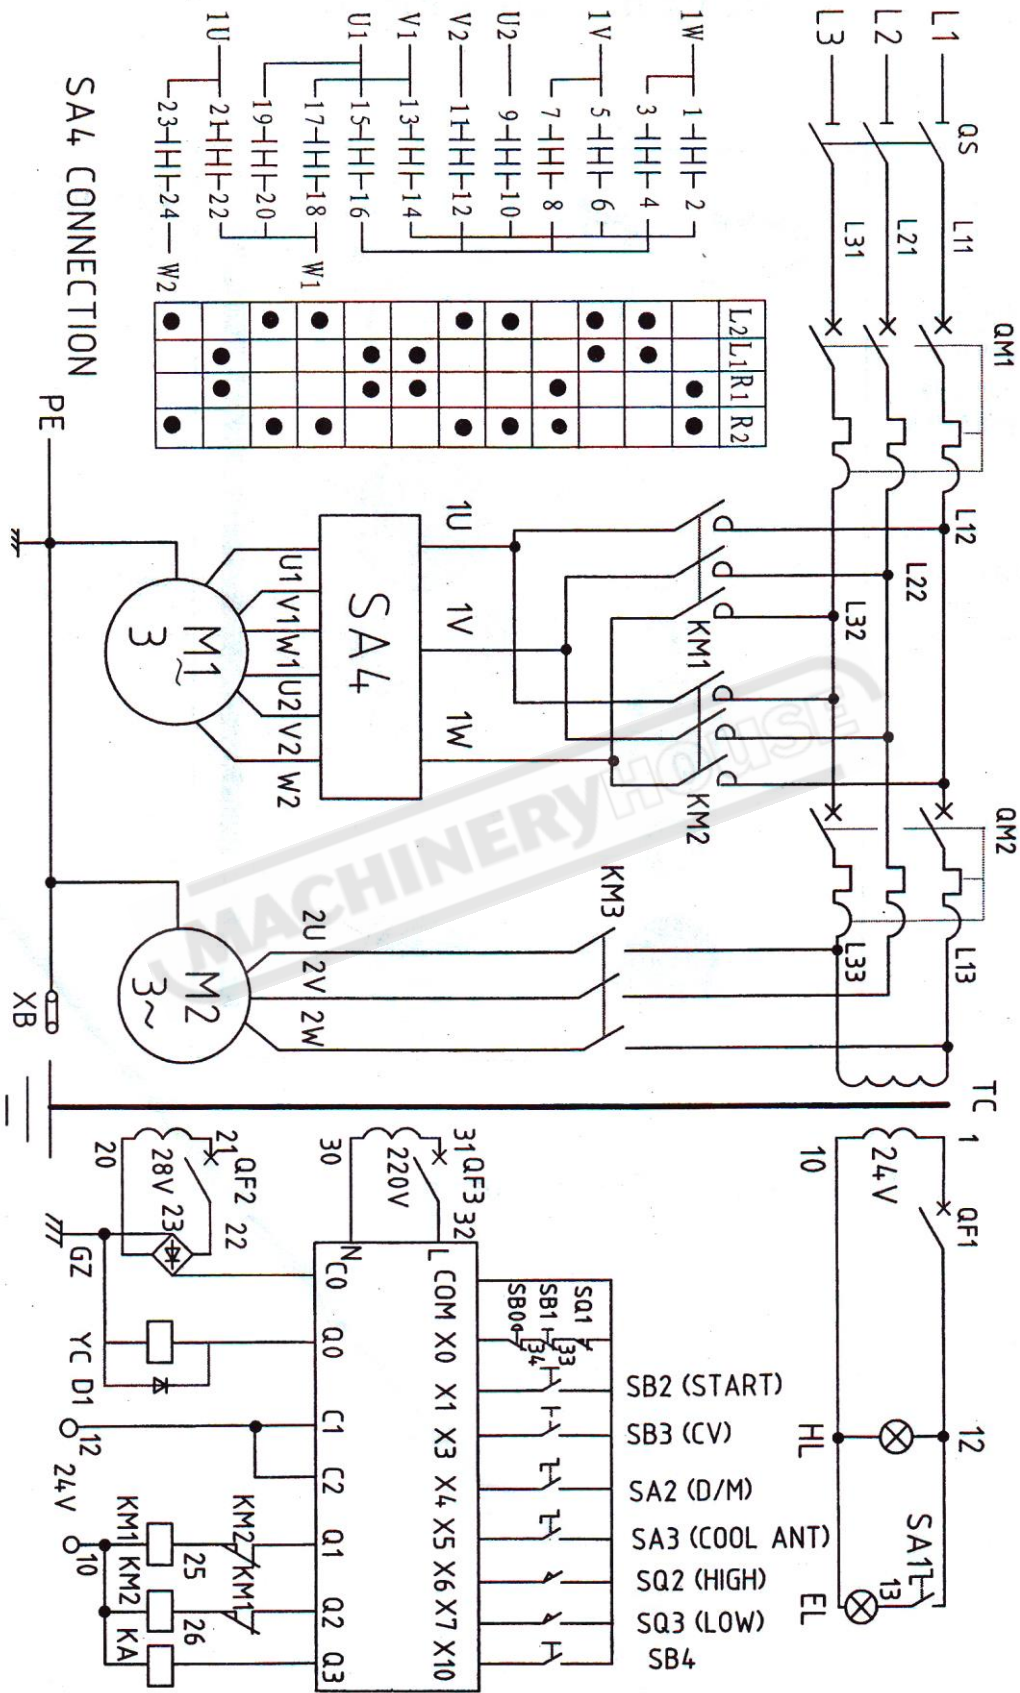 L1
L2
L3
QS
L11
L21
L31
QM1
L12
L22
L32
KM1
KM2
QM2
L13
L33
KM3
TC
1W
1V
U2
V2
V1
U1
1U
1 2
3 4
5 6
7 8
9 10
11 12
13 14
15 16
17 18
19 20
21 22
23 24
W1
W2
L2 L1 R1 R2
SA4 CONNECTION
PE
1U
1V
1W
SA4
U1
V1
W1
U2
V2
W2
M1
3 ~
2U
2V
2W
M2
3~
XB
1
24V
10
QF1
12
HL
SA1
13
EL
31
QF3
32
220V
30
21
QF2
22
28V
23
20
GZ
L
N
COM X0 X1 X3 X4 X5 X6 X7 X10
C0 Q0 C1 C2 Q1 Q2 Q3
SQ1
SB1
SB0
33
34
SB2 (START)
SB3 (CV)
SA2 (D/M)
SA3 (COOL ANT)
SQ2 (HIGH)
SQ3 (LOW)
SB4
YC D1
12
24V
10
KM1
KM2
KA
25
26
KM2
KM1
MACHINERYHOUSE